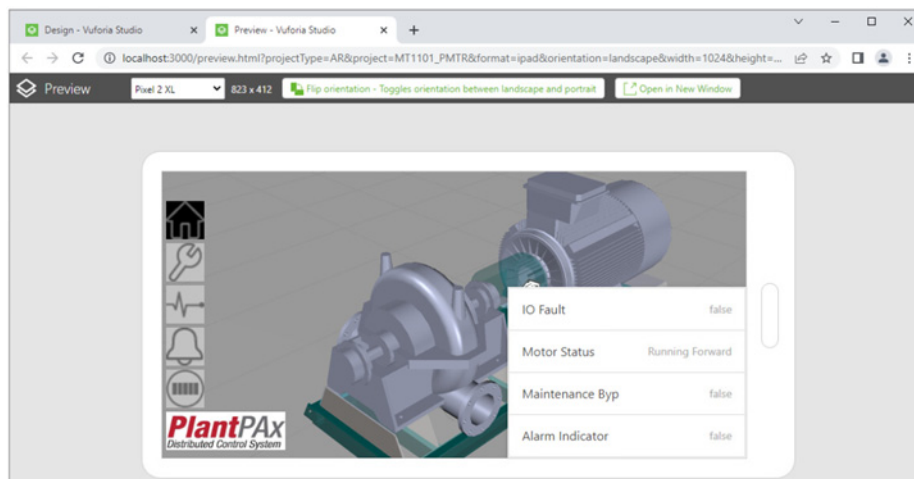 Design - Vuforia Studio
Preview - Vuforia Studio
localhost:3000/preview.html?projectType=AR&project=MT1101_PMTR&format=ipad&orientation=landscape&width=1024&height=...
Preview
Pixel 2 XL
823 x 412
Flip orientation - Toggles orientation between landscape and portrait
Open in New Window
IO Fault false
Motor Status Running Forward
Maintenance Byp false
Alarm Indicator false
PlantPAx
Distributed Control System